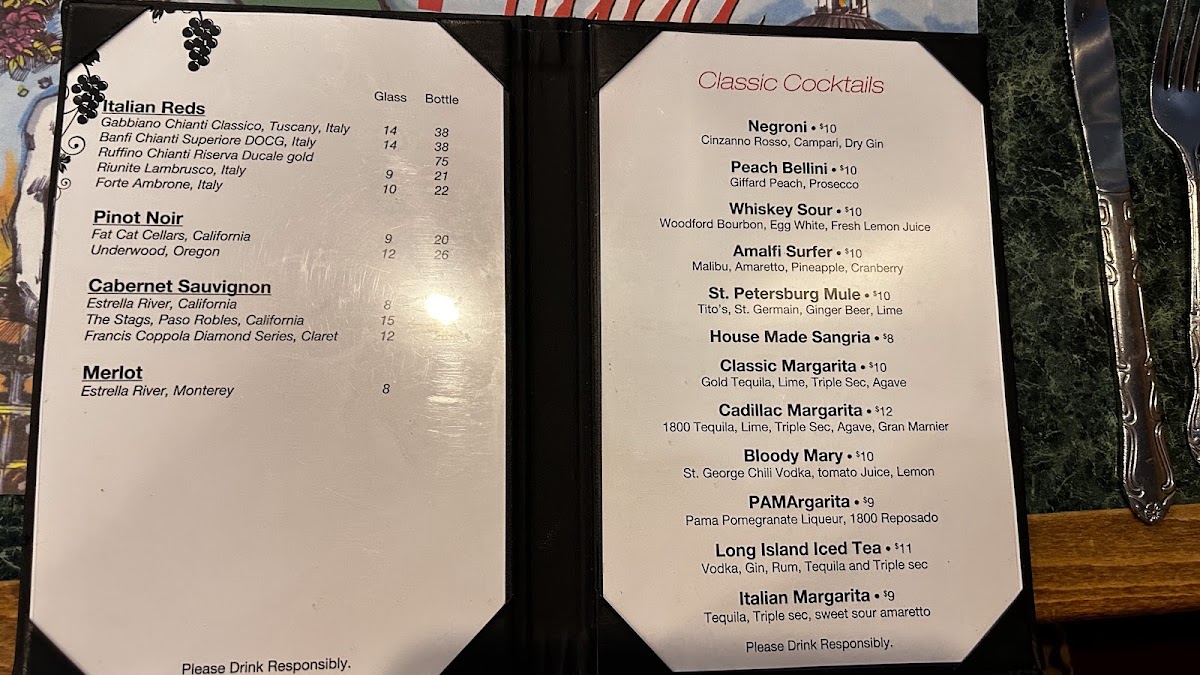 Glass Bottle
Italian Reds
Gabbiano Chianti Classico, Tuscany, Italy 14 38
Banfi Chianti Superiore DOCG, Italy 14 38
Ruffino Chianti Riserva Ducale gold 75
Riunite Lambrusco, Italy 9 21
Forte Ambrone, Italy 10 22
Pinot Noir
Fat Cat Cellars, California 9 20
Underwood, Oregon 12 26
Cabernet Sauvignon
Estrella River, California 8
The Stags, Paso Robles, California 15
Francis Coppola Diamond Series, Claret 12
Merlot
Estrella River, Monterey 8
Please Drink Responsibly.
Classic Cocktails
Negroni • $10
Cinzanno Rosso, Campari, Dry Gin
Peach Bellini • $10
Giffard Peach, Prosecco
Whiskey Sour • $10
Woodford Bourbon, Egg White, Fresh Lemon Juice
Amalfi Surfer • $10
Malibu, Amaretto, Pineapple, Cranberry
St. Petersburg Mule • $10
Tito's, St. Germain, Ginger Beer, Lime
House Made Sangria • $8
Classic Margarita • $10
Gold Tequila, Lime, Triple Sec, Agave
Cadillac Margarita • $12
1800 Tequila, Lime, Triple Sec, Agave, Gran Marnier
Bloody Mary • $10
St. George Chili Vodka, tomato Juice, Lemon
PAMArgarita • $9
Pama Pomegranate Liqueur, 1800 Reposado
Long Island Iced Tea • $11
Vodka, Gin, Rum, Tequila and Triple sec
Italian Margarita • $9
Tequila, Triple sec, sweet sour amaretto
Please Drink Responsibly.